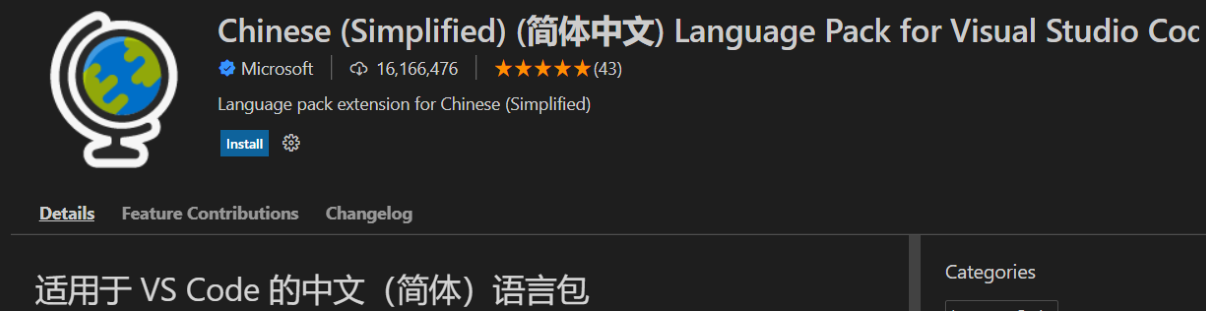 Chinese (Simplified) (简体中文) Language Pack for Visual Studio
Microsoft 16,166,476 ★★★★★(43)
Language pack extension for Chinese (Simplified)
Install
Details Feature Contributions Changelog
适用于 VS Code 的中文（简体）语言包
Categories